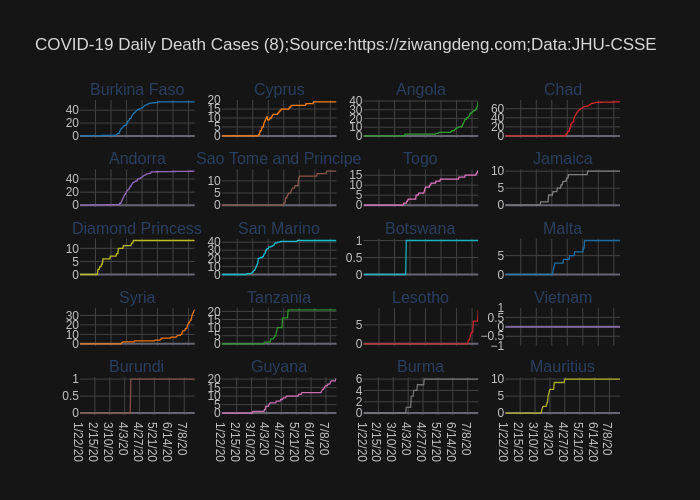 COVID-19 Daily Death Cases (8);Source:https://ziwangdeng.com;Data:JHU-CSSE
Burkina Faso Cyprus Angola Chad
40 20 0
20 15 10 5 0
40 30 20 10 0
60 40 20 0
Andorra Sao Tome and Principe Togo Jamaica
40 20 0
10 5 0
15 10 5 0
10 5 0
Diamond Princess San Marino Botswana Malta
10 5 0
40 30 20 10 0
1 0.5 0
5 0
Syria Tanzania Lesotho Vietnam
30 20 10 0
20 15 10 5 0
5 0
1 0.5 0 −0.5 −1
Burundi Guyana Burma Mauritius
1 0.5 0
20 15 10 5 0
6 4 2 0
10 5 0
1/22/20 2/15/20 3/10/20 4/3/20 4/27/20 5/21/20 6/14/20 7/8/20
1/22/20 2/15/20 3/10/20 4/3/20 4/27/20 5/21/20 6/14/20 7/8/20
1/22/20 2/15/20 3/10/20 4/3/20 4/27/20 5/21/20 6/14/20 7/8/20
1/22/20 2/15/20 3/10/20 4/3/20 4/27/20 5/21/20 6/14/20 7/8/20